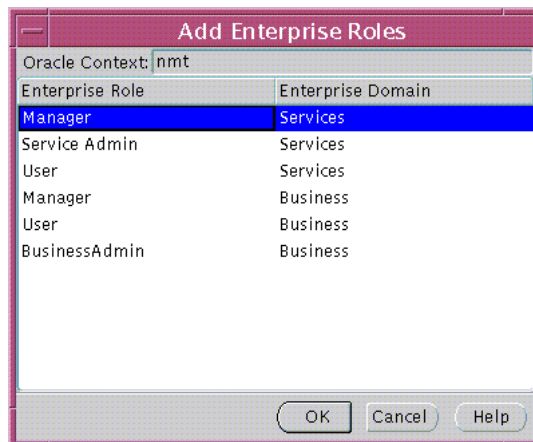 Add Enterprise Roles
Oracle Context: nmt
Enterprise Role Enterprise Domain
Manager Services
Service Admin Services
User Services
Manager Business
User Business
BusinessAdmin Business
OK Cancel Help